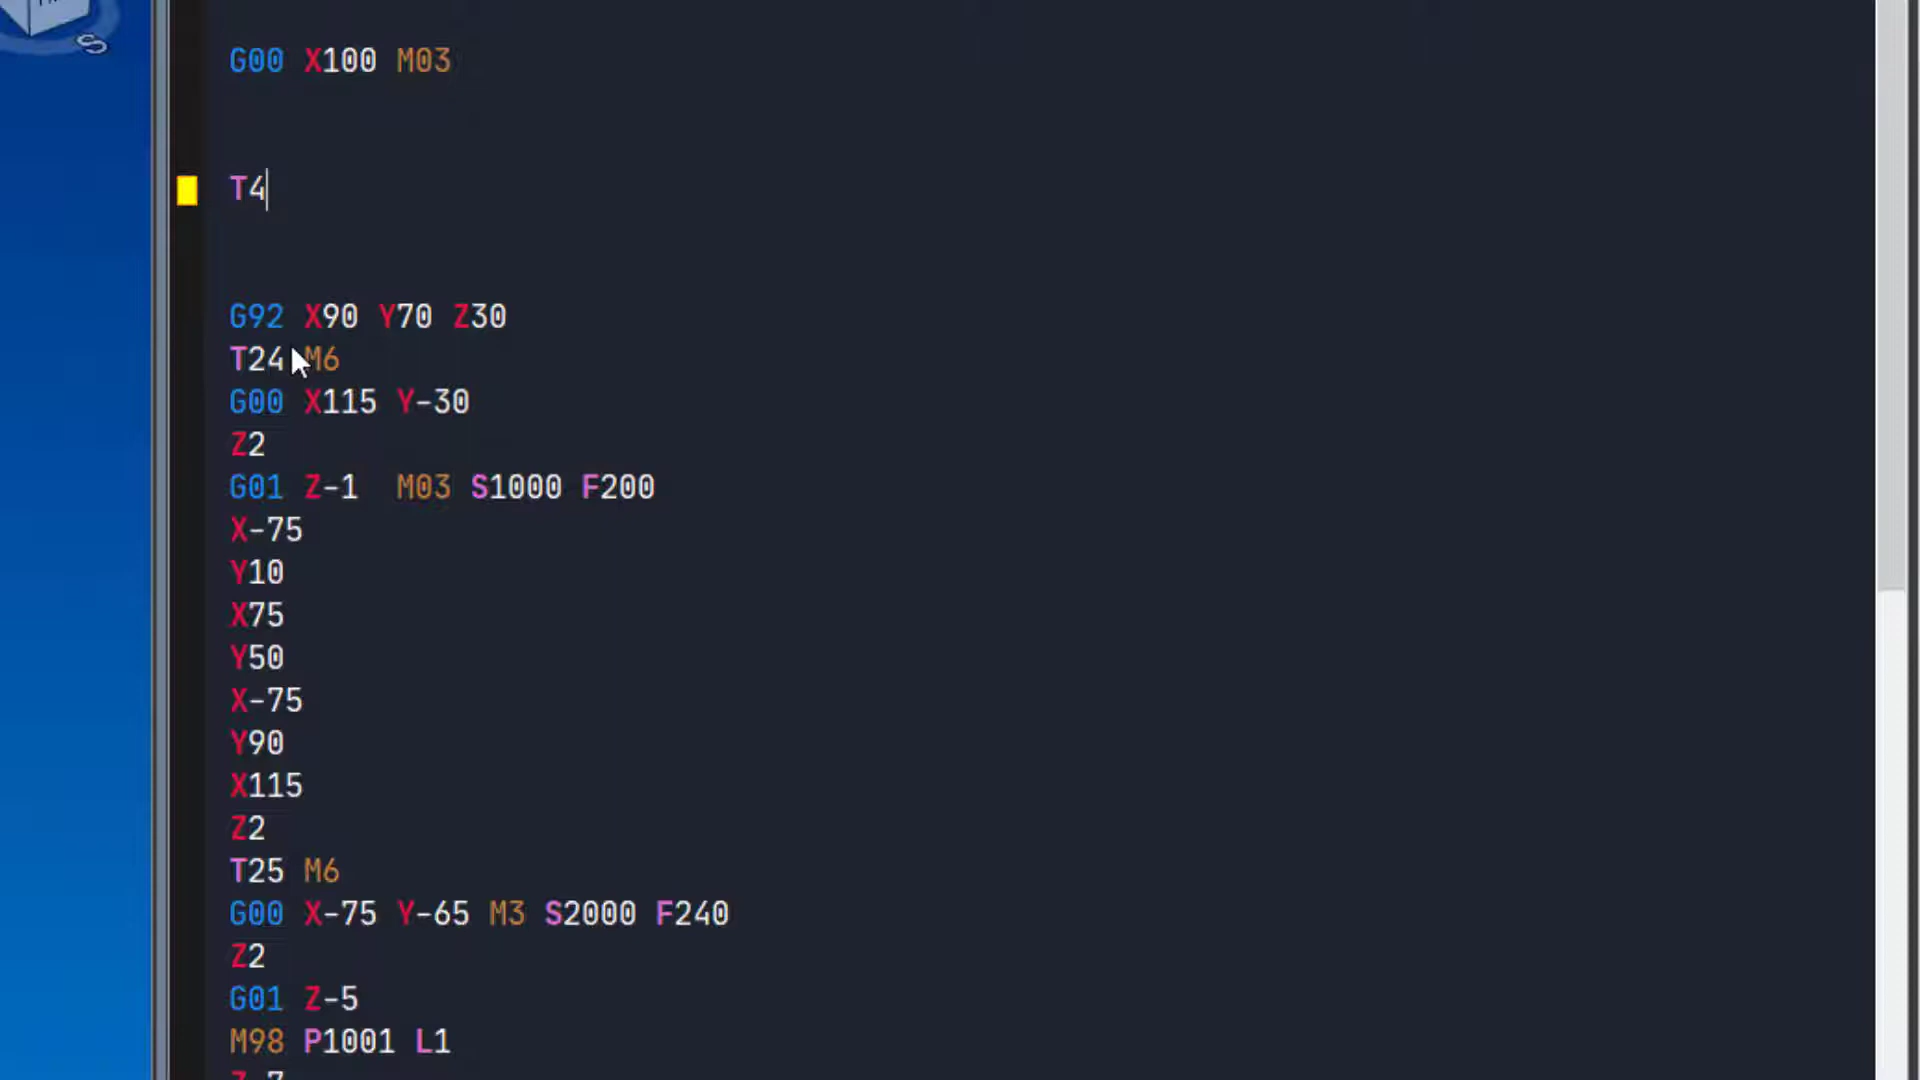 S
G00 X100 M03
T4
G92 X90 Y70 Z30
T24 M6
G00 X115 Y-30
Z2
G01 Z-1 M03 S1000 F200
X-75
Y10
X75
Y50
X-75
Y90
X115
Z2
T25 M6
G00 X-75 Y-65 M3 S2000 F240
Z2
G01 Z-5
M98 P1001 L1